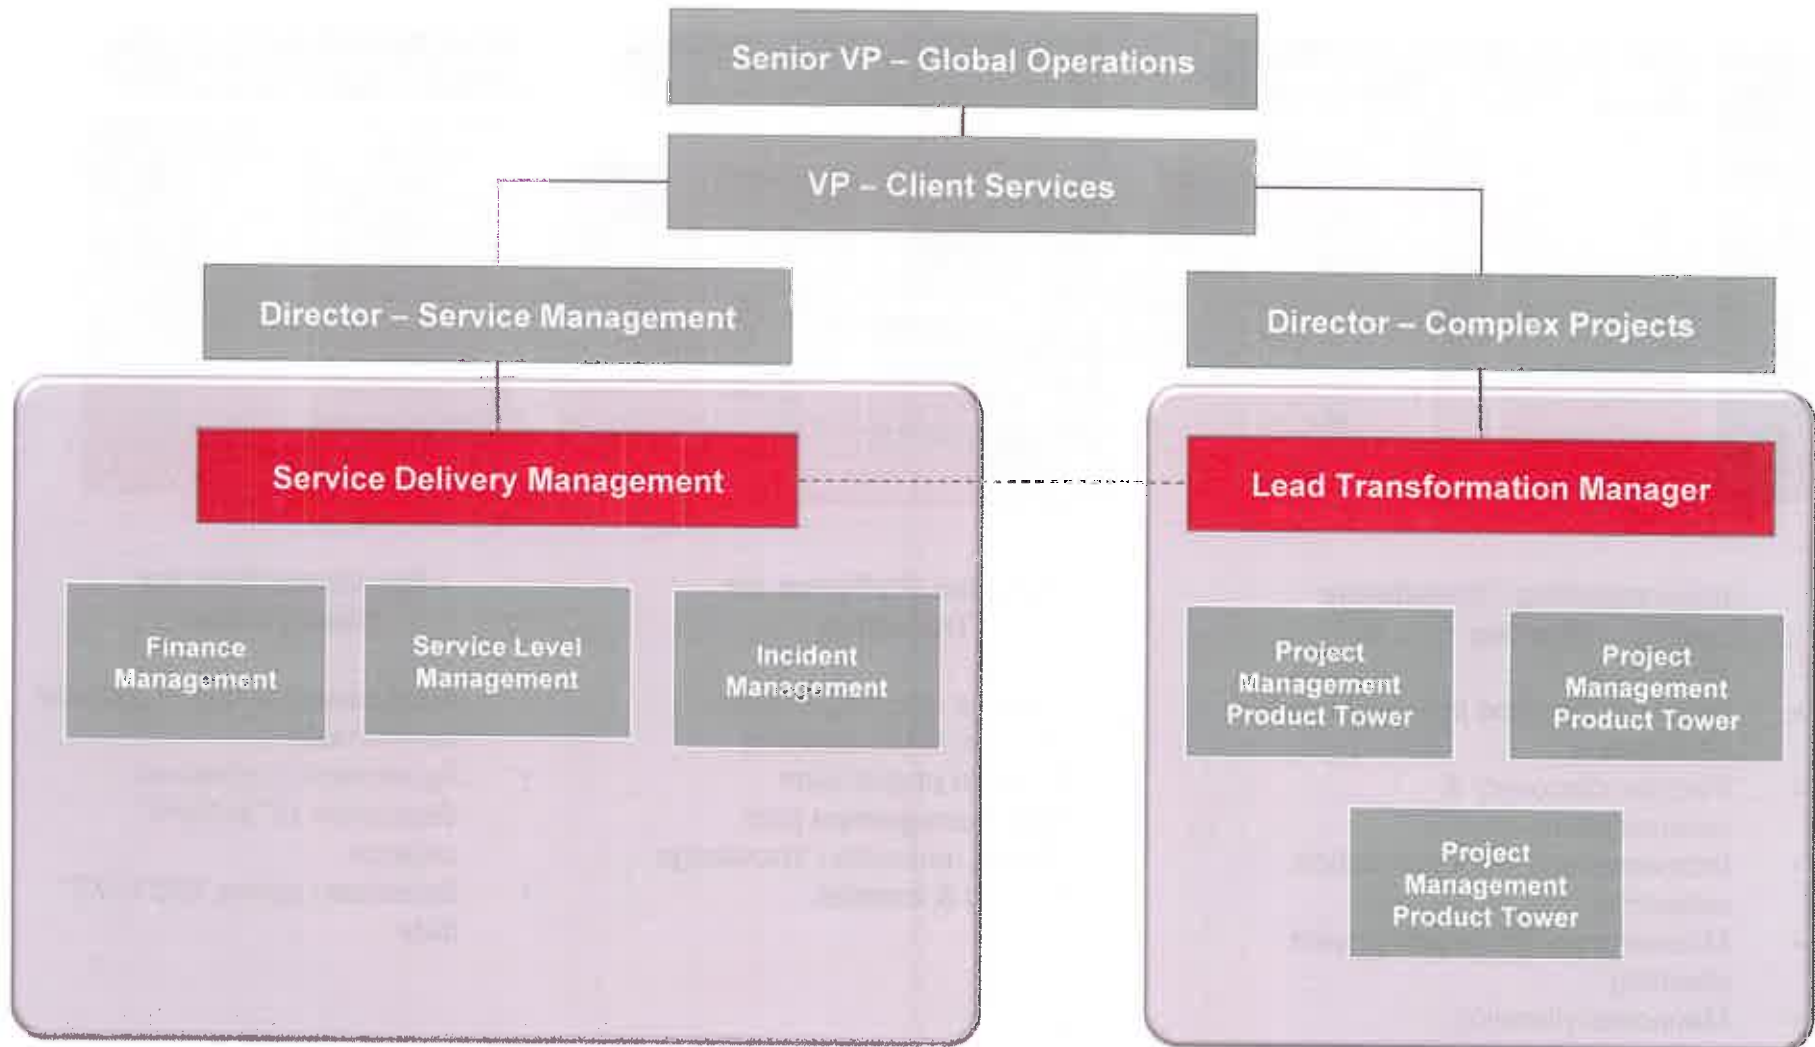 Senior VP – Global Operations
VP – Client Services
Director – Service Management
Director – Complex Projects
Service Delivery Management
Lead Transformation Manager
Finance
Management
Service Level
Management
Incident
Management
Project
Management
Product Tower
Project
Management
Product Tower
Project
Management
Product Tower